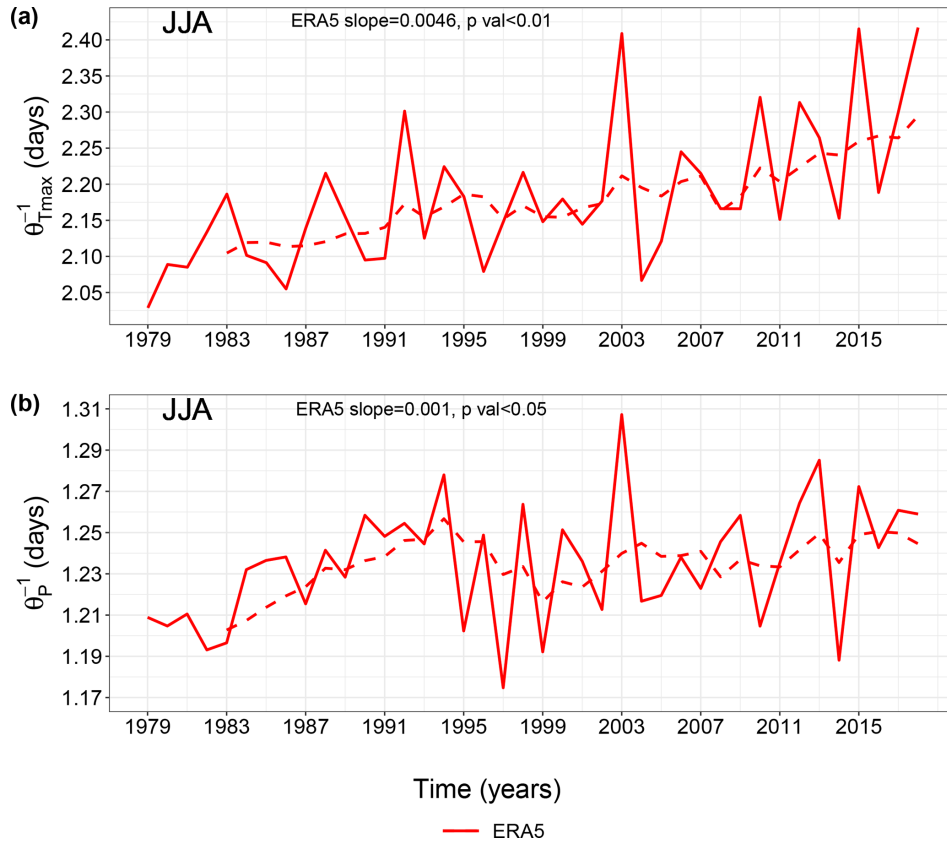 (a)
JJA
ERA5 slope=0.0046, p val<0.01
θ⁻¹Tmax (days)
2.40
2.35
2.30
2.25
2.20
2.15
2.10
2.05
1979 1983 1987 1991 1995 1999 2003 2007 2011 2015
(b)
JJA
ERA5 slope=0.001, p val<0.05
θ⁻¹P (days)
1.31
1.29
1.27
1.25
1.23
1.21
1.19
1.17
1979 1983 1987 1991 1995 1999 2003 2007 2011 2015
Time (years)
ERA5